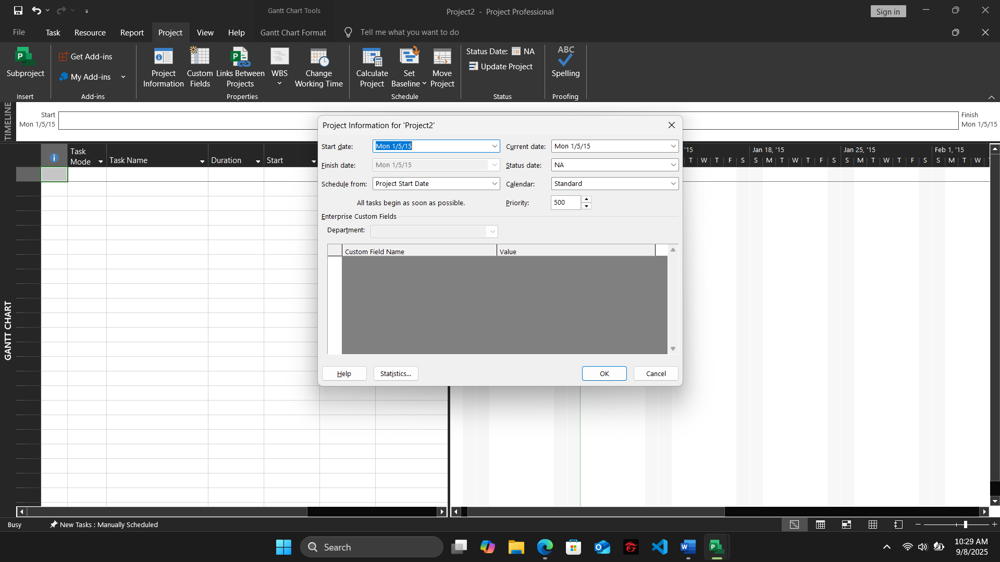 Gantt Chart Tools
Project2 - Project Professional
Sign in
File
Task
Resource
Report
Project
View
Help
Gantt Chart Format
Tell me what you want to do
Subproject
Insert
Get Add-ins
My Add-ins
Add-ins
Project Information
Custom Fields
Links Between Projects
WBS
Change Working Time
Properties
Calculate Project
Set Baseline
Move Project
Schedule
Status Date: NA
Update Project
Status
ABC
Spelling
Proofing
TIMELINE
Start
Mon 1/5/15
Finish
Mon 1/5/15
Task Mode
Task Name
Duration
Start
'15
Jan 18, '15
Jan 25, '15
Feb 1, '15
T W T F S S M T W T F S S M T W T F S S M T W
GANTT CHART
Project Information for 'Project2'
Start date: Mon 1/5/15
Current date: Mon 1/5/15
Finish date: Mon 1/5/15
Status date: NA
Schedule from: Project Start Date
Calendar: Standard
All tasks begin as soon as possible.
Priority: 500
Enterprise Custom Fields
Department:
Custom Field Name
Value
Help
Statistics...
OK
Cancel
Busy
New Tasks : Manually Scheduled
Search
10:29 AM
9/8/2025